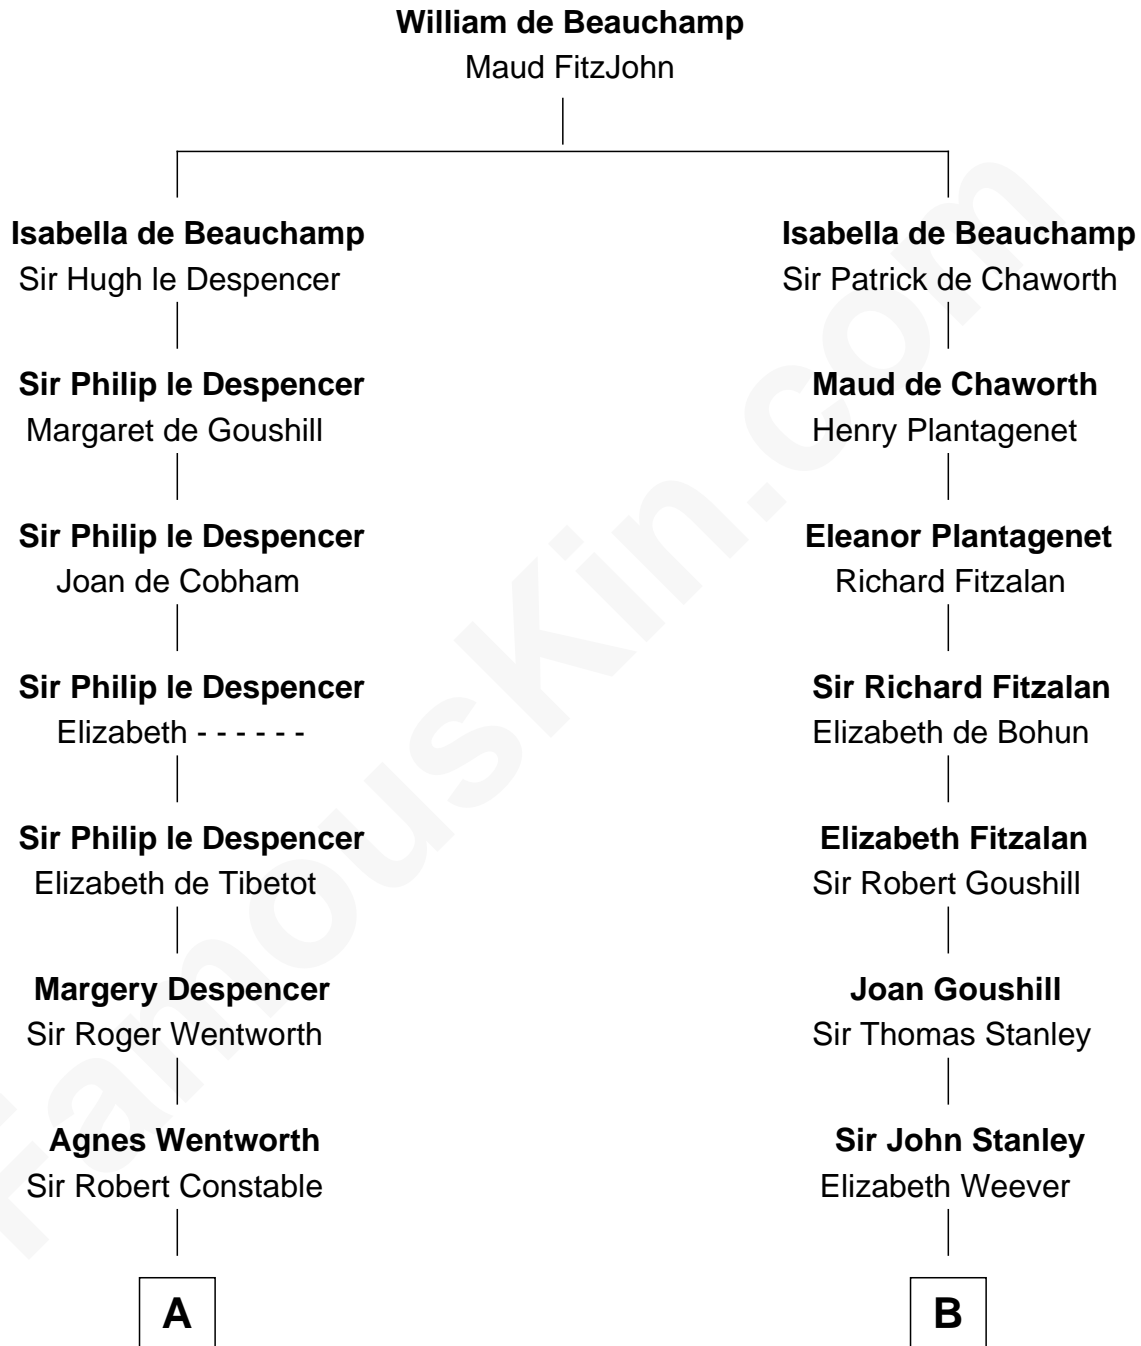 William de Beauchamp
Maud FitzJohn
Isabella de Beauchamp
Sir Hugh le Despencer
Sir Philip le Despencer
Margaret de Goushill
Sir Philip le Despencer
Joan de Cobham
Sir Philip le Despencer
Elizabeth - - - - - -
Sir Philip le Despencer
Elizabeth de Tibetot
Margery Despencer
Sir Roger Wentworth
Agnes Wentworth
Sir Robert Constable
A
Isabella de Beauchamp
Sir Patrick de Chaworth
Maud de Chaworth
Henry Plantagenet
Eleanor Plantagenet
Richard Fitzalan
Sir Richard Fitzalan
Elizabeth de Bohun
Elizabeth Fitzalan
Sir Robert Goushill
Joan Goushill
Sir Thomas Stanley
Sir John Stanley
Elizabeth Weever
B
FamousKin.com